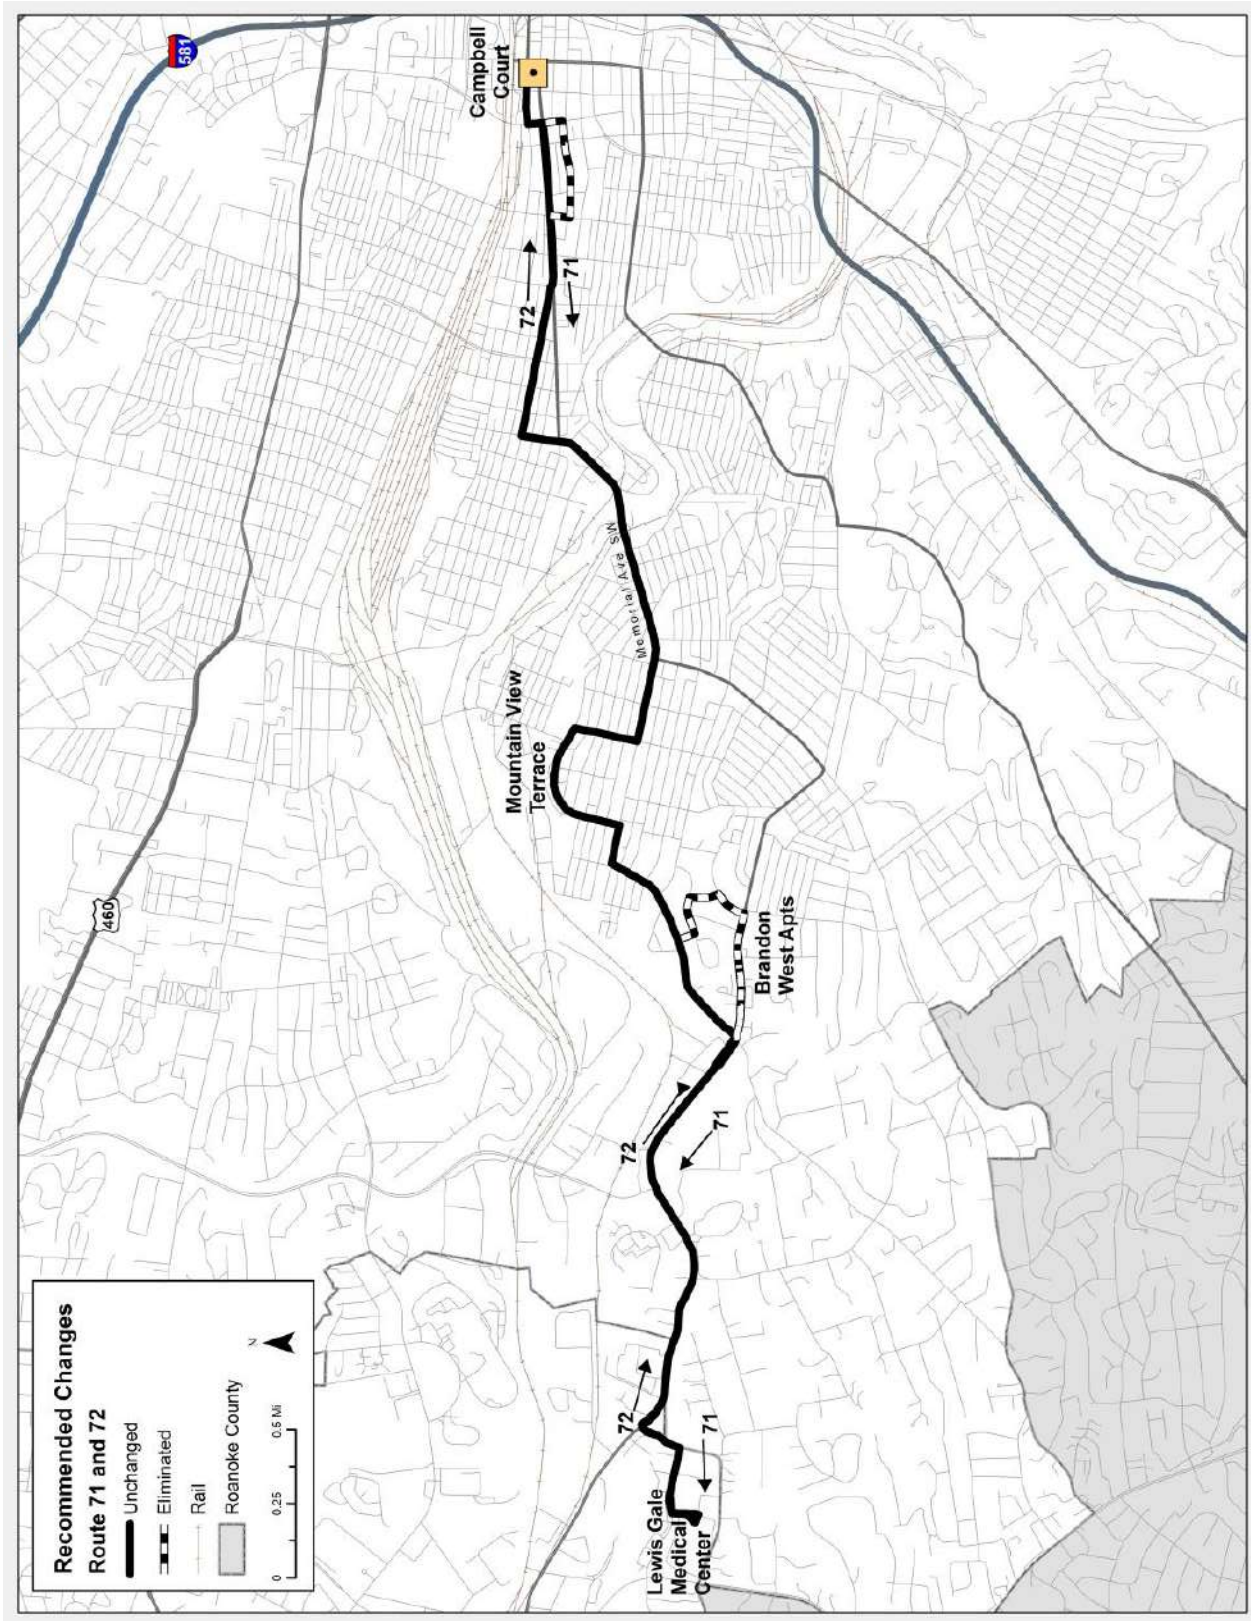 Recommended Changes
Route 71 and 72
Unchanged
Eliminated
Rail
Roanoke County
N
0
0.25
0.5 Mi
581
460
Campbell
Court
72
71
Memorial Ave SW
Mountain View
Terrace
Brandon
West Apts
72
71
72
71
Lewis Gale
Medical
Center